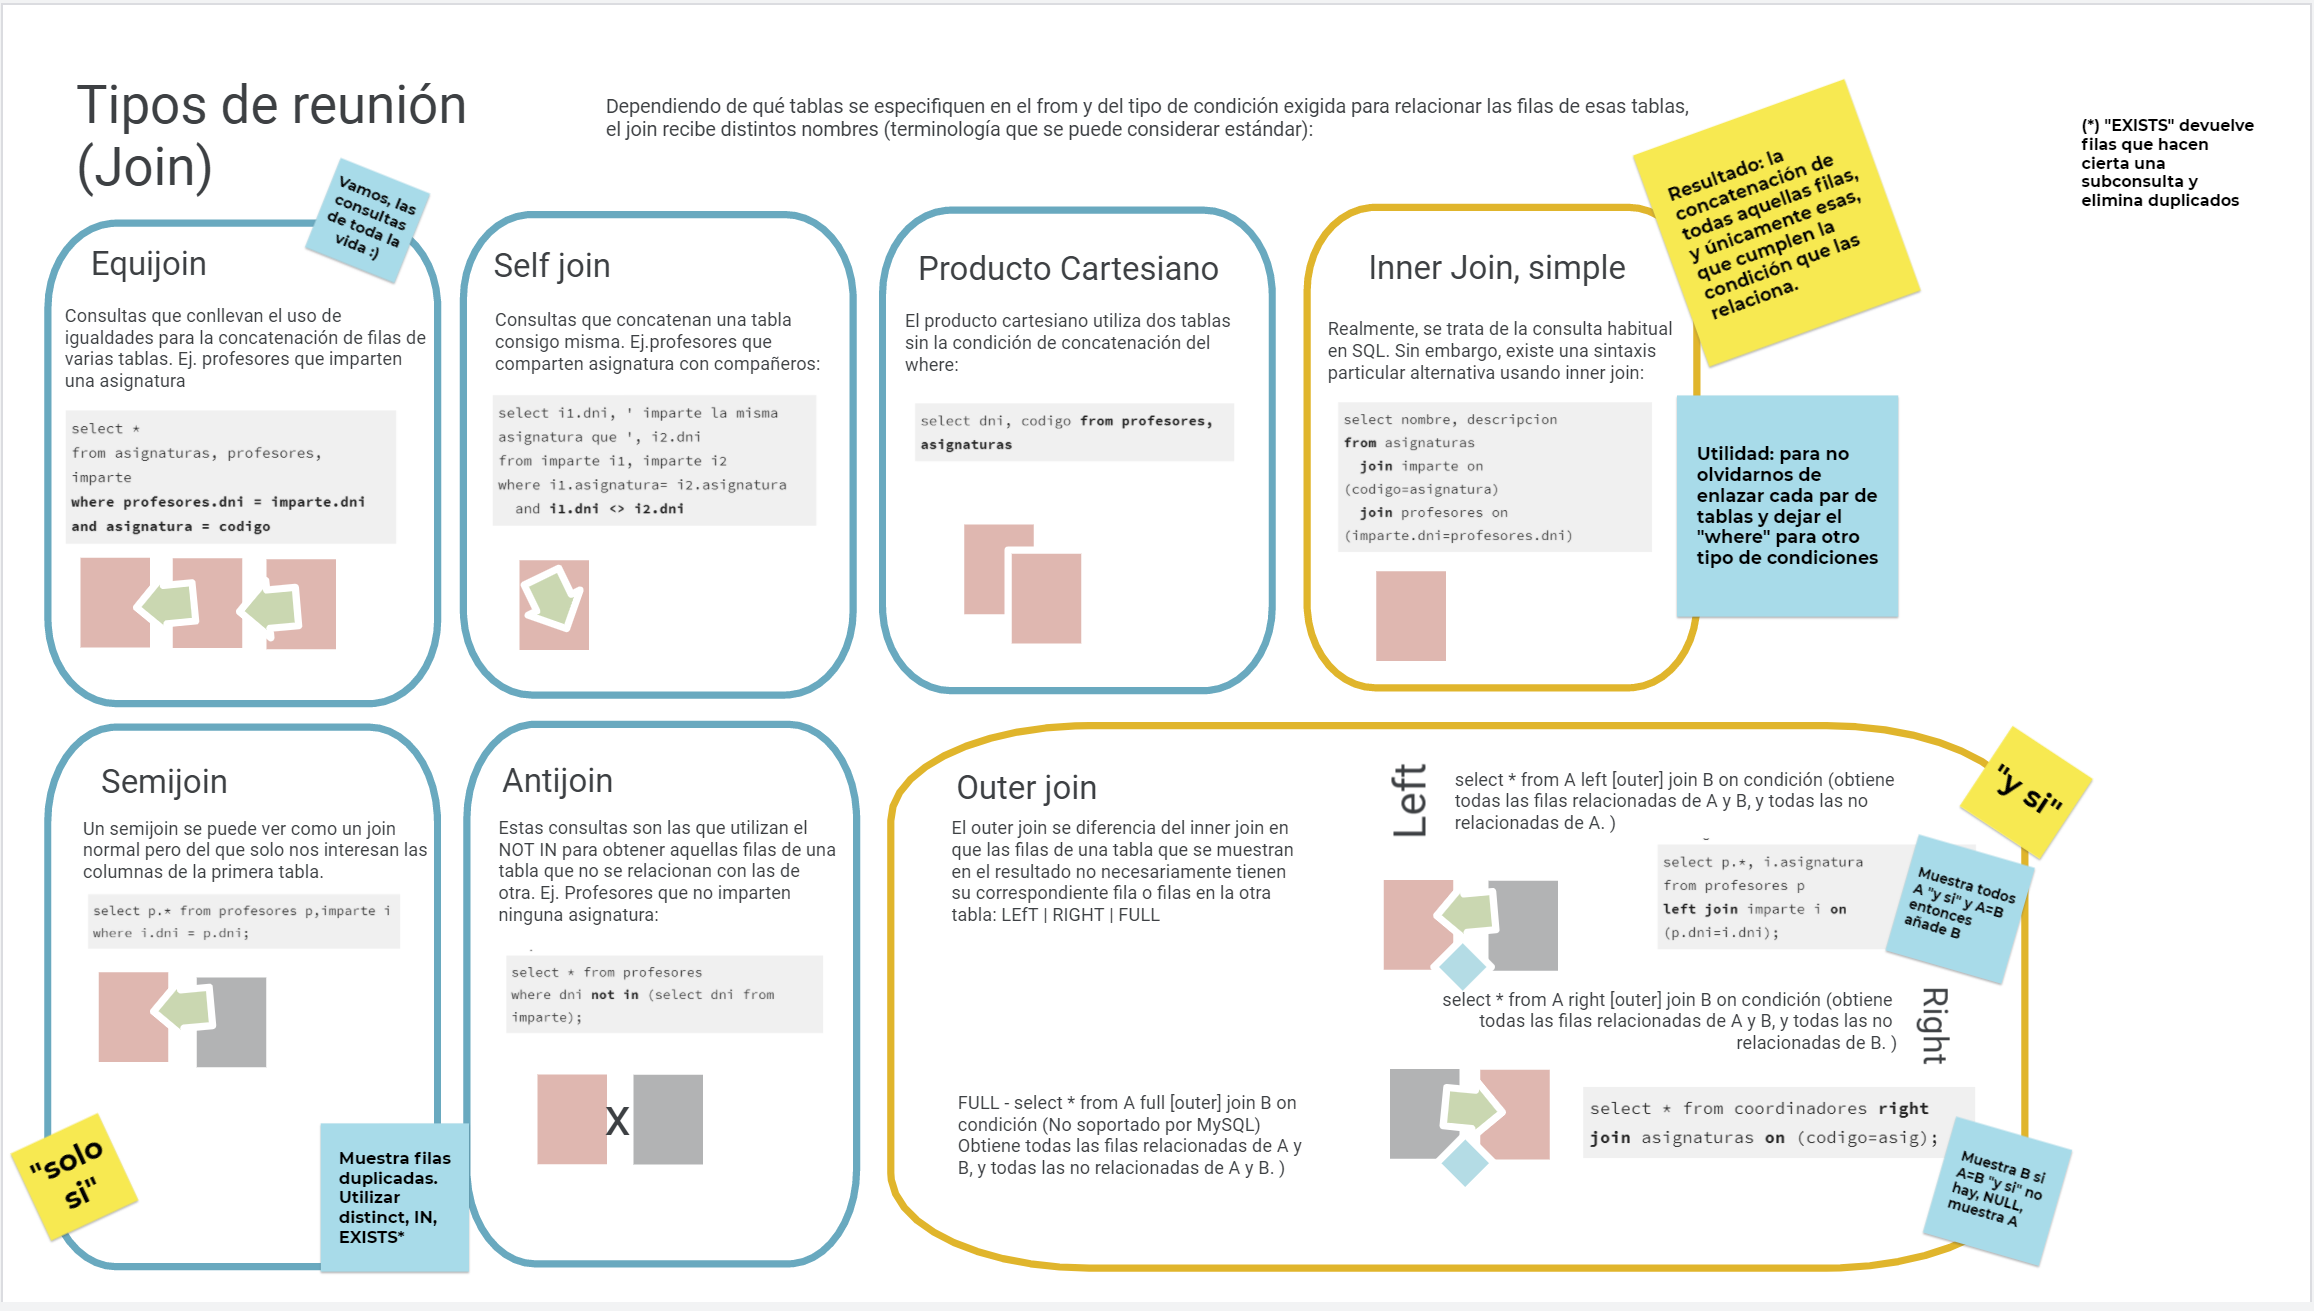 Tipos de reunión
(Join)
Dependiendo de qué tablas se especifiquen en el from y del tipo de condición exigida para relacionar las filas de esas tablas,
el join recibe distintos nombres (terminología que se puede considerar estándar):
(*) "EXISTS" devuelve
filas que hacen
cierta una
subconsulta y
elimina duplicados
Vamos, las
consultas
de toda la
vida :)
Equijoin
Consultas que conllevan el uso de
igualdades para la concatenación de filas de
varias tablas. Ej. profesores que imparten
una asignatura
select *
from asignaturas, profesores,
imparte
where profesores.dni = imparte.dni
and asignatura = codigo
Self join
Consultas que concatenan una tabla
consigo misma. Ej.profesores que
comparten asignatura con compañeros:
select i1.dni, ' imparte la misma
asignatura que ', i2.dni
from imparte i1, imparte i2
where i1.asignatura= i2.asignatura
and i1.dni <> i2.dni
Producto Cartesiano
El producto cartesiano utiliza dos tablas
sin la condición de concatenación del
where:
select dni, codigo from profesores,
asignaturas
Inner Join, simple
Realmente, se trata de la consulta habitual
en SQL. Sin embargo, existe una sintaxis
particular alternativa usando inner join:
select nombre, descripcion
from asignaturas
join imparte on
(codigo=asignatura)
join profesores on
(imparte.dni=profesores.dni)
Resultado: la
concatenación de
todas aquellas filas,
y únicamente esas,
que cumplen la
condición que las
relaciona.
Utilidad: para no
olvidarnos de
enlazar cada par de
tablas y dejar el
"where" para otro
tipo de condiciones
Semijoin
Un semijoin se puede ver como un join
normal pero del que solo nos interesan las
columnas de la primera tabla.
select p.* from profesores p,imparte i
where i.dni = p.dni;
"solo
si"
Muestra filas
duplicadas.
Utilizar
distinct, IN,
EXISTS*
Antijoin
Estas consultas son las que utilizan el
NOT IN para obtener aquellas filas de una
tabla que no se relacionan con las de
otra. Ej. Profesores que no imparten
ninguna asignatura:
select * from profesores
where dni not in (select dni from
imparte);
X
Outer join
El outer join se diferencia del inner join en
que las filas de una tabla que se muestran
en el resultado no necesariamente tienen
su correspondiente fila o filas en la otra
tabla: LEfT | RIGHT | FULL
FULL - select * from A full [outer] join B on
condición (No soportado por MySQL)
Obtiene todas las filas relacionadas de A y
B, y todas las no relacionadas de A y B. )
Left
select * from A left [outer] join B on condición (obtiene
todas las filas relacionadas de A y B, y todas las no
relacionadas de A. )
select p.*, i.asignatura
from profesores p
left join imparte i on
(p.dni=i.dni);
"y si"
Muestra todos
A "y si" y A=B
entonces
añade B
Right
select * from A right [outer] join B on condición (obtiene
todas las filas relacionadas de A y B, y todas las no
relacionadas de B. )
select * from coordinadores right
join asignaturas on (codigo=asig);
Muestra B si
A=B "y si" no
hay, NULL,
muestra A